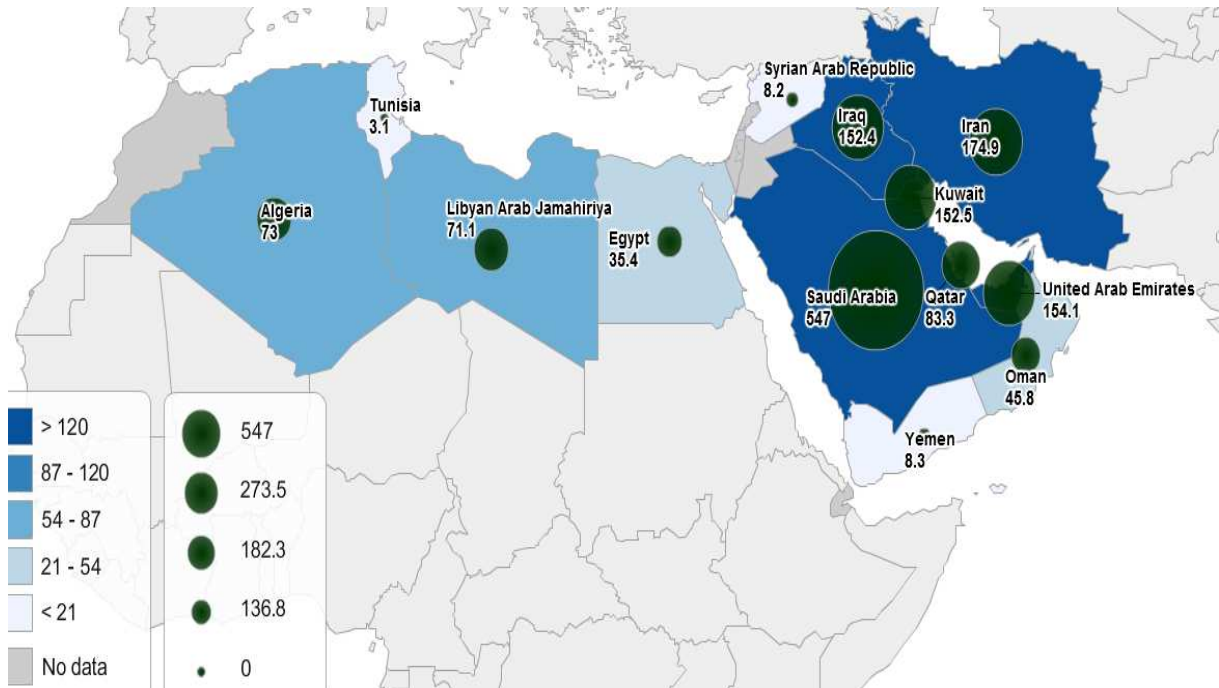 Syrian Arab Republic
8.2
Tunisia
3.1
Iraq
152.4
Iran
174.9
Kuwait
152.5
Algeria
73
Libyan Arab Jamahiriya
71.1
Egypt
35.4
Saudi Arabia
547
Qatar
83.3
United Arab Emirates
154.1
Oman
45.8
Yemen
8.3
> 120
87 - 120
54 - 87
21 - 54
< 21
No data
547
273.5
182.3
136.8
0